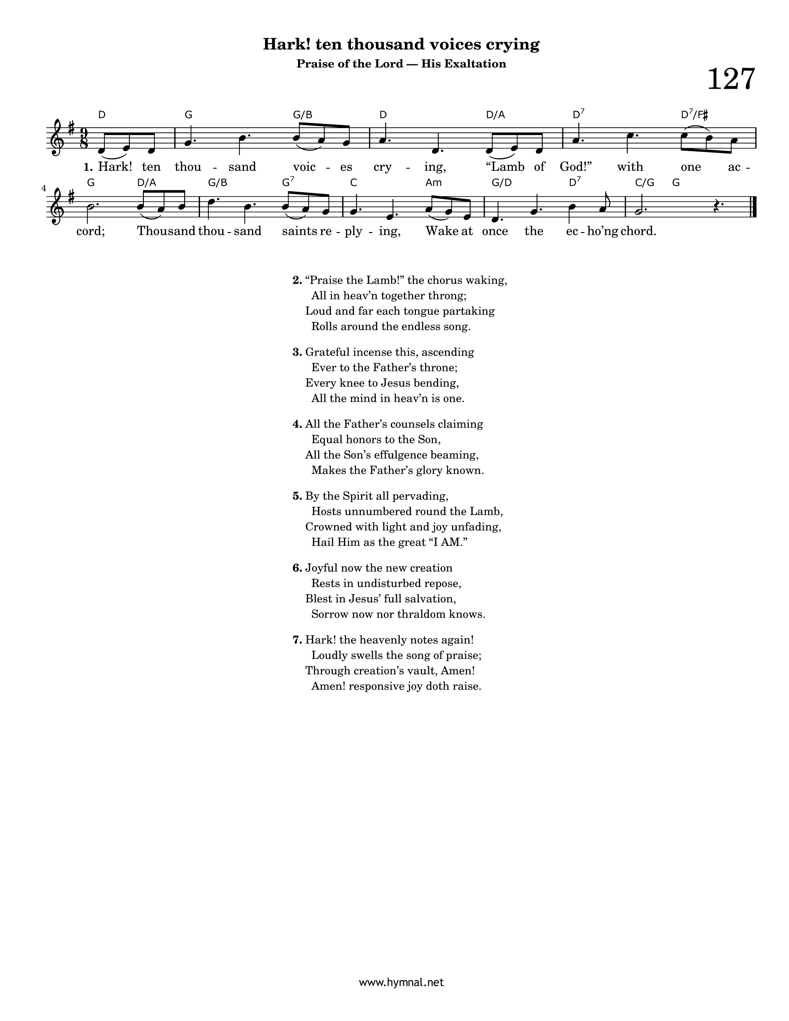 Hark! ten thousand voices crying
Praise of the Lord — His Exaltation
127
D G G/B D D/A D7 D7/F♯
9
8
1. Hark! ten thou - sand voic - es cry - ing, “Lamb of God!” with one ac -
4
G D/A G/B G7 C Am G/D D7 C/G G
cord; Thousand thou - sand saints re - ply - ing, Wake at once the ec - ho’ng chord.
2. “Praise the Lamb!” the chorus waking,
All in heav’n together throng;
Loud and far each tongue partaking
Rolls around the endless song.
3. Grateful incense this, ascending
Ever to the Father’s throne;
Every knee to Jesus bending,
All the mind in heav’n is one.
4. All the Father’s counsels claiming
Equal honors to the Son,
All the Son’s effulgence beaming,
Makes the Father’s glory known.
5. By the Spirit all pervading,
Hosts unnumbered round the Lamb,
Crowned with light and joy unfading,
Hail Him as the great “I AM.”
6. Joyful now the new creation
Rests in undisturbed repose,
Blest in Jesus’ full salvation,
Sorrow now nor thraldom knows.
7. Hark! the heavenly notes again!
Loudly swells the song of praise;
Through creation’s vault, Amen!
Amen! responsive joy doth raise.
www.hymnal.net